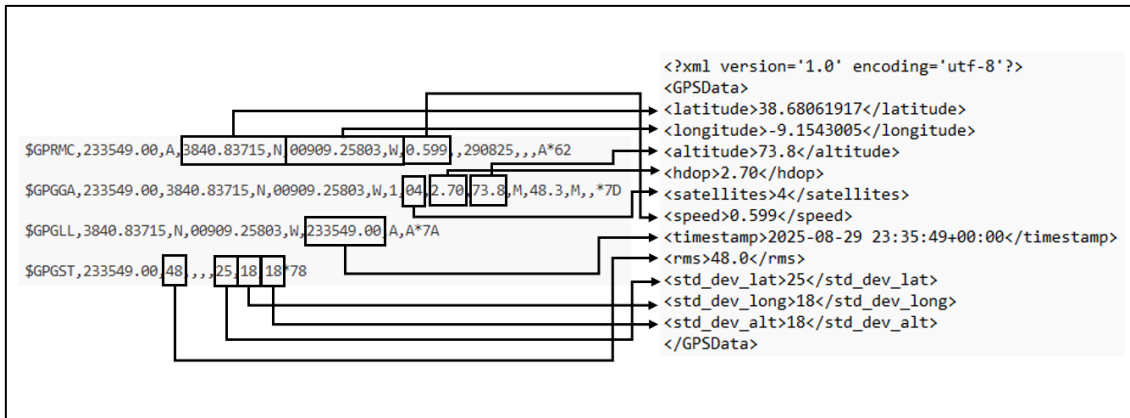 $GPRMC,233549.00,A,3840.83715,N,00909.25803,W,0.599,,290825,,,A*62
$GPGGA,233549.00,3840.83715,N,00909.25803,W,1,04,2.70,73.8,M,48.3,M,,*7D
$GPGLL,3840.83715,N,00909.25803,W,233549.00,A,A*7A
$GPGST,233549.00,48,,,,25,18,18*78
<?xml version='1.0' encoding='utf-8'?>
<GPSData>
<latitude>38.68061917</latitude>
<longitude>-9.1543005</longitude>
<altitude>73.8</altitude>
<hdop>2.70</hdop>
<satellites>4</satellites>
<speed>0.599</speed>
<timestamp>2025-08-29 23:35:49+00:00</timestamp>
<rms>48.0</rms>
<std_dev_lat>25</std_dev_lat>
<std_dev_long>18</std_dev_long>
<std_dev_alt>18</std_dev_alt>
</GPSData>